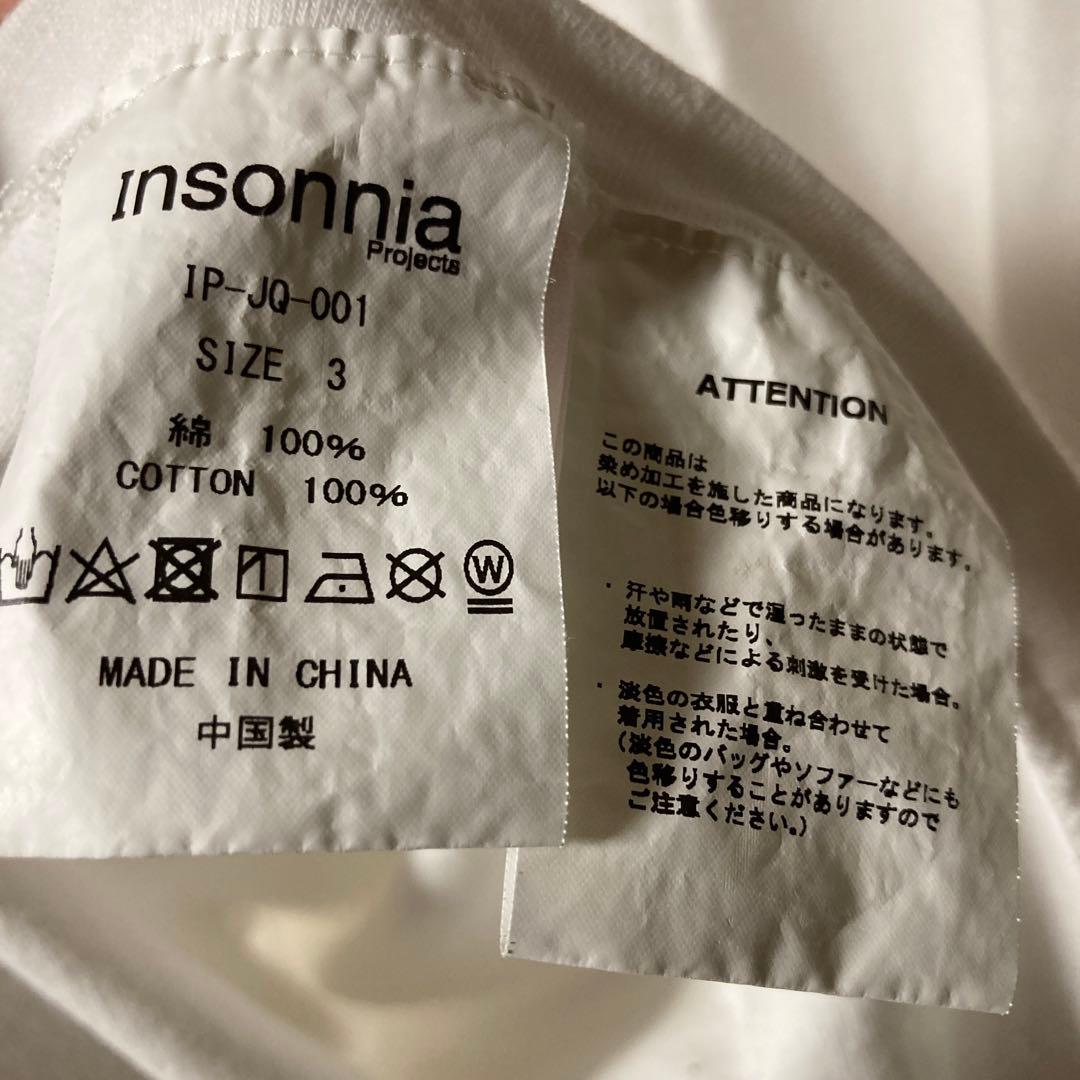 Insonnia
Projects
IP-JQ-001
SIZE 3
綿 100%
COTTON 100%
W
MADE IN CHINA
中国製
ATTENTION
この商品は
染め加工を施した商品になります。
以下の場合色移りする場合があります。
・汗や雨などで湿ったままの状態で
放置されたり、
摩擦などによる刺激を受けた場合。
・淡色の衣服と重ね合わせて
着用された場合。
(淡色のバッグやソファーなどにも
色移りすることがありますので
ご注意ください。)